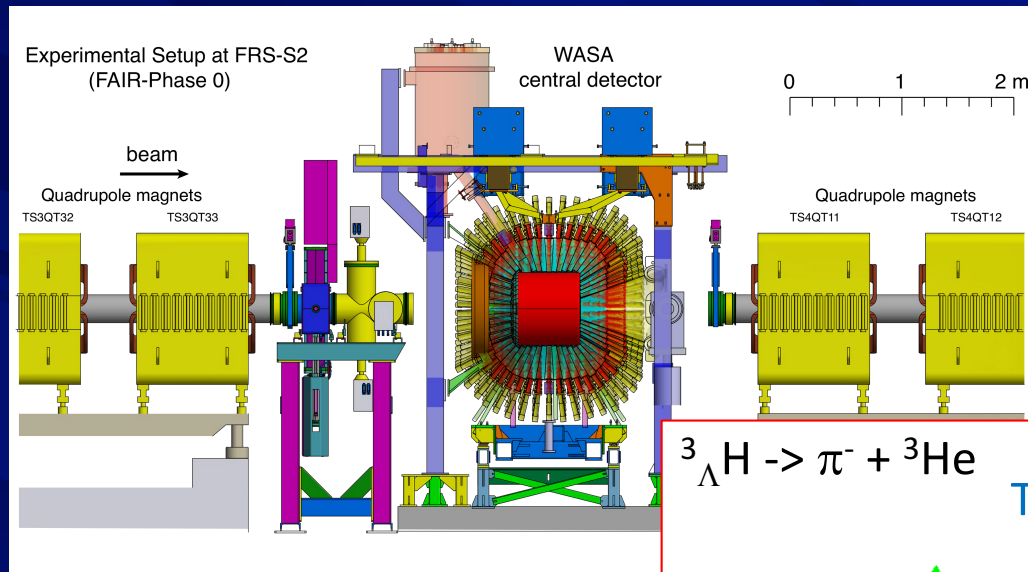 Experimental Setup at FRS-S2
(FAIR-Phase 0)
WASA
central detector
0 1 2 m
beam
Quadrupole magnets
TS3QT32 TS3QT33
Quadrupole magnets
TS4QT11 TS4QT12
³ΛH -> π⁻ + ³He
T